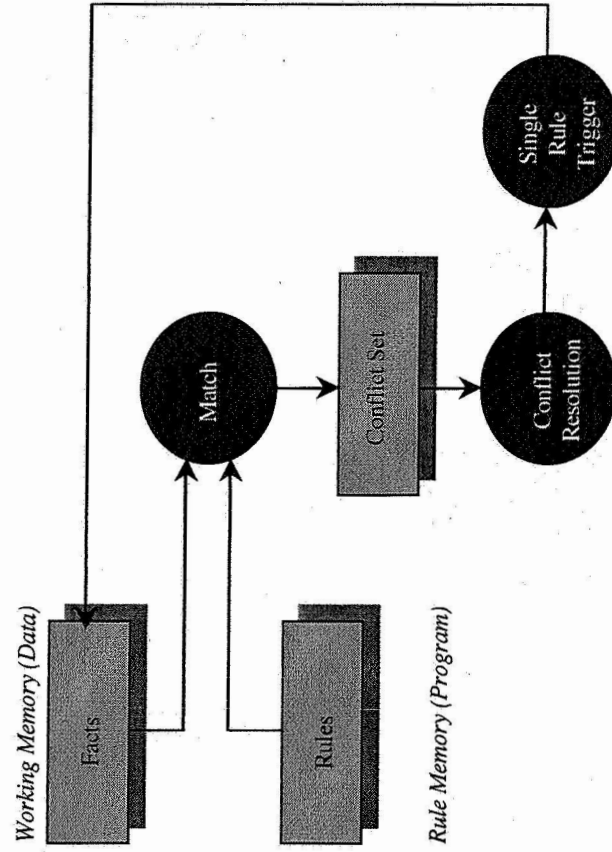 Working Memory (Data)
Facts
Rules
Rule Memory (Program)
Match
Conflict Set
Conflict
Resolution
Single
Rule
Trigger